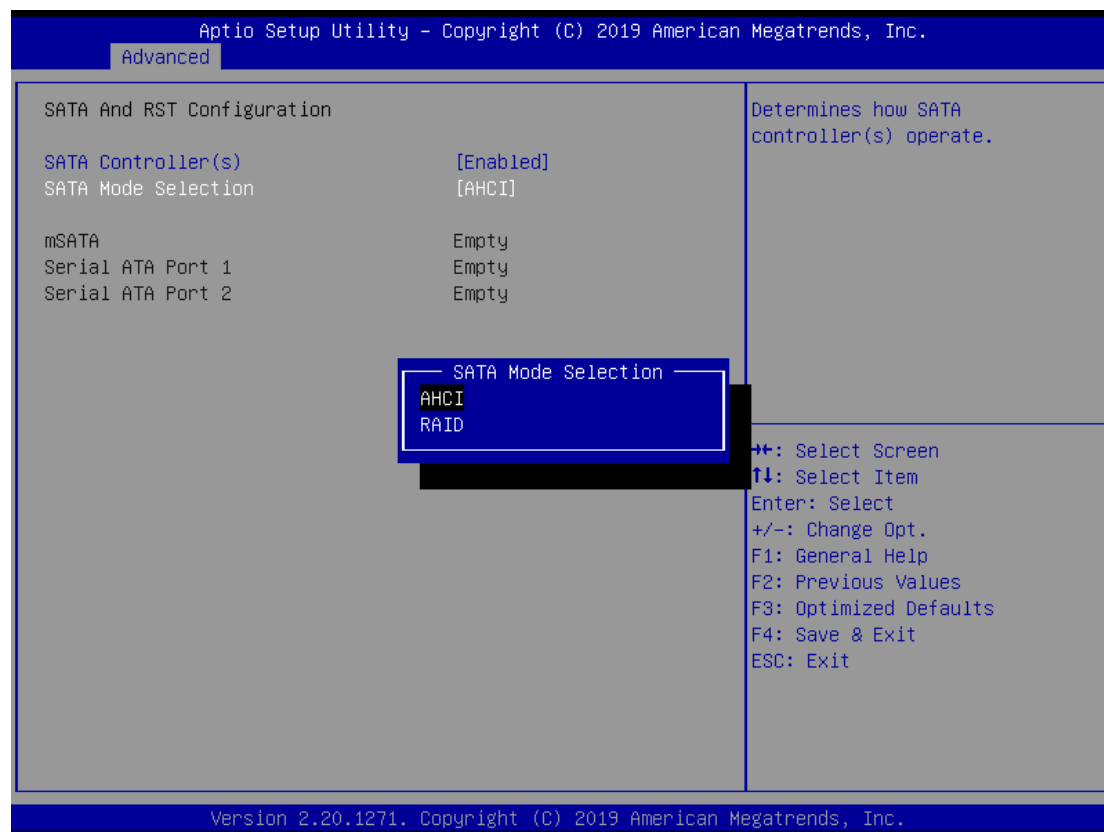 Aptio Setup Utility – Copyright (C) 2019 American Megatrends, Inc.
Advanced
SATA And RST Configuration
SATA Controller(s) [Enabled]
SATA Mode Selection [AHCI]
mSATA Empty
Serial ATA Port 1 Empty
Serial ATA Port 2 Empty
SATA Mode Selection
AHCI
RAID
Determines how SATA
controller(s) operate.
→←: Select Screen
↑↓: Select Item
Enter: Select
+/-: Change Opt.
F1: General Help
F2: Previous Values
F3: Optimized Defaults
F4: Save & Exit
ESC: Exit
Version 2.20.1271. Copyright (C) 2019 American Megatrends, Inc.